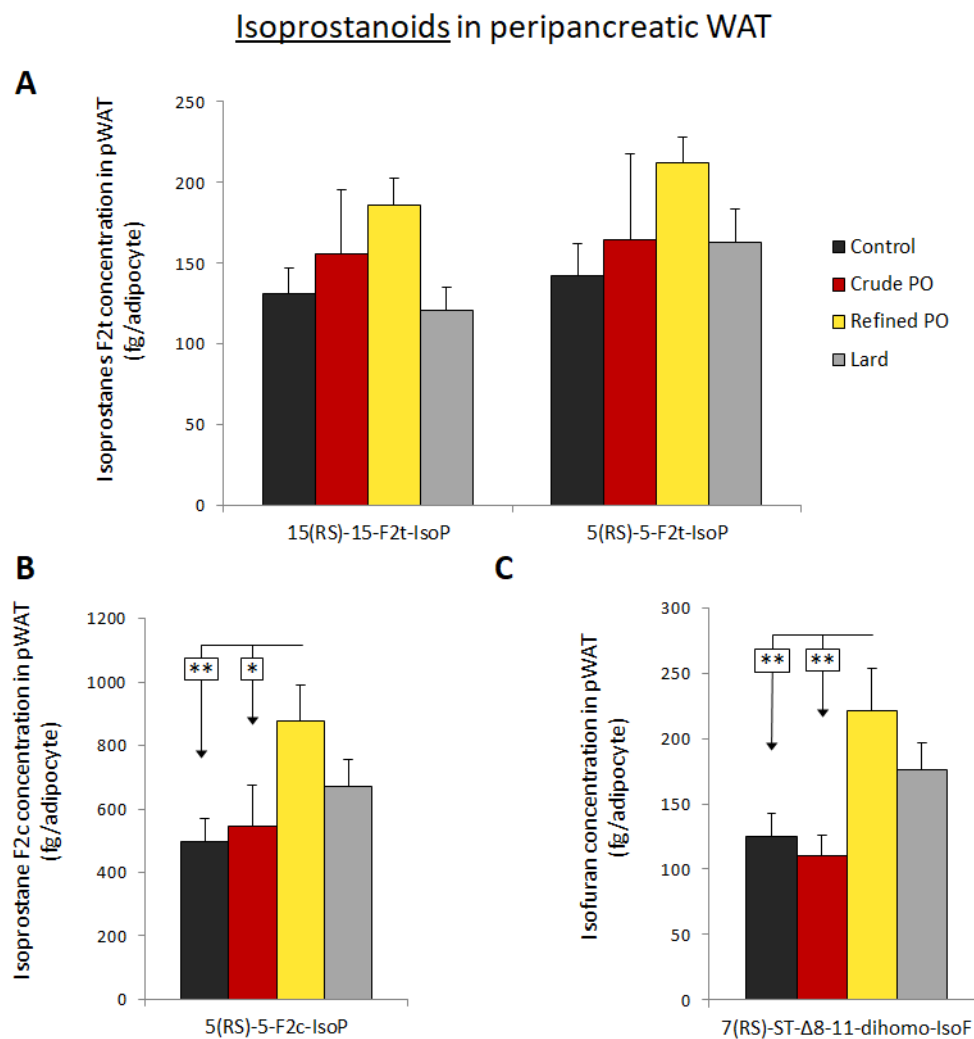 Isoprostanoids in peripancreatic WAT
A
Isoprostanes F2t concentration in pWAT
(fg/adipocyte)
250
200
150
100
50
0
15(RS)-15-F2t-IsoP
5(RS)-5-F2t-IsoP
Control
Crude PO
Refined PO
Lard
B
Isoprostane F2c concentration in pWAT
(fg/adipocyte)
1200
1000
800
600
400
200
0
** *
5(RS)-5-F2c-IsoP
C
Isofuran concentration in pWAT
(fg/adipocyte)
300
250
200
150
100
50
0
** **
7(RS)-ST-Δ8-11-dihomo-IsoF